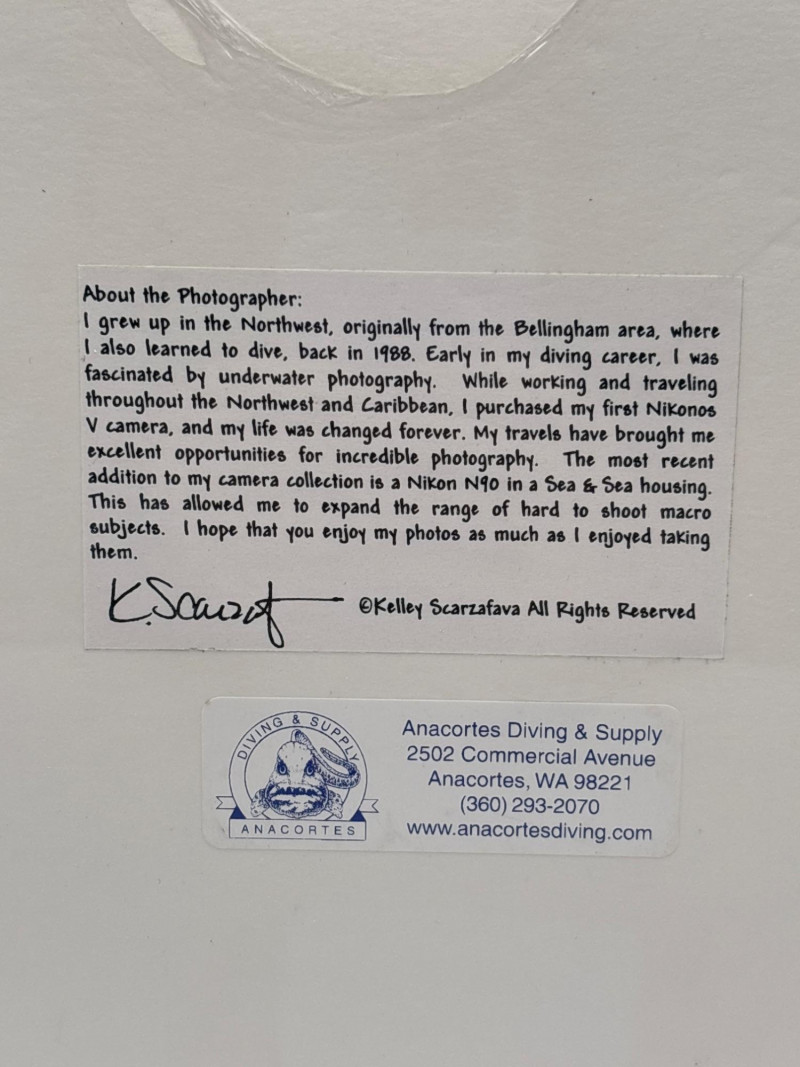 About the Photographer:
I grew up in the Northwest, originally from the Bellingham area, where
I also learned to dive, back in 1988. Early in my diving career, I was
fascinated by underwater photography. While working and traveling
throughout the Northwest and Caribbean, I purchased my first Nikonos
V camera, and my life was changed forever. My travels have brought me
excellent opportunities for incredible photography. The most recent
addition to my camera collection is a Nikon N90 in a Sea & Sea housing.
This has allowed me to expand the range of hard to shoot macro
subjects. I hope that you enjoy my photos as much as I enjoyed taking
them.
K. Scarzaf
©Kelley Scarzafava All Rights Reserved
DIVING & SUPPLY
ANACORTES
Anacortes Diving & Supply
2502 Commercial Avenue
Anacortes, WA 98221
(360) 293-2070
www.anacortesdiving.com